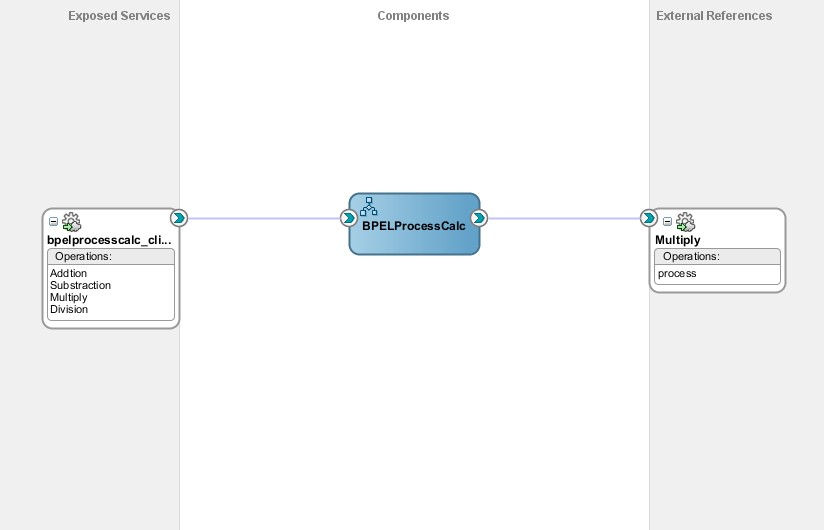 Exposed Services
Components
External References
bpelprocesscalc_cli...
Operations:
Addtion
Substraction
Multiply
Division
BPELProcessCalc
Multiply
Operations:
process